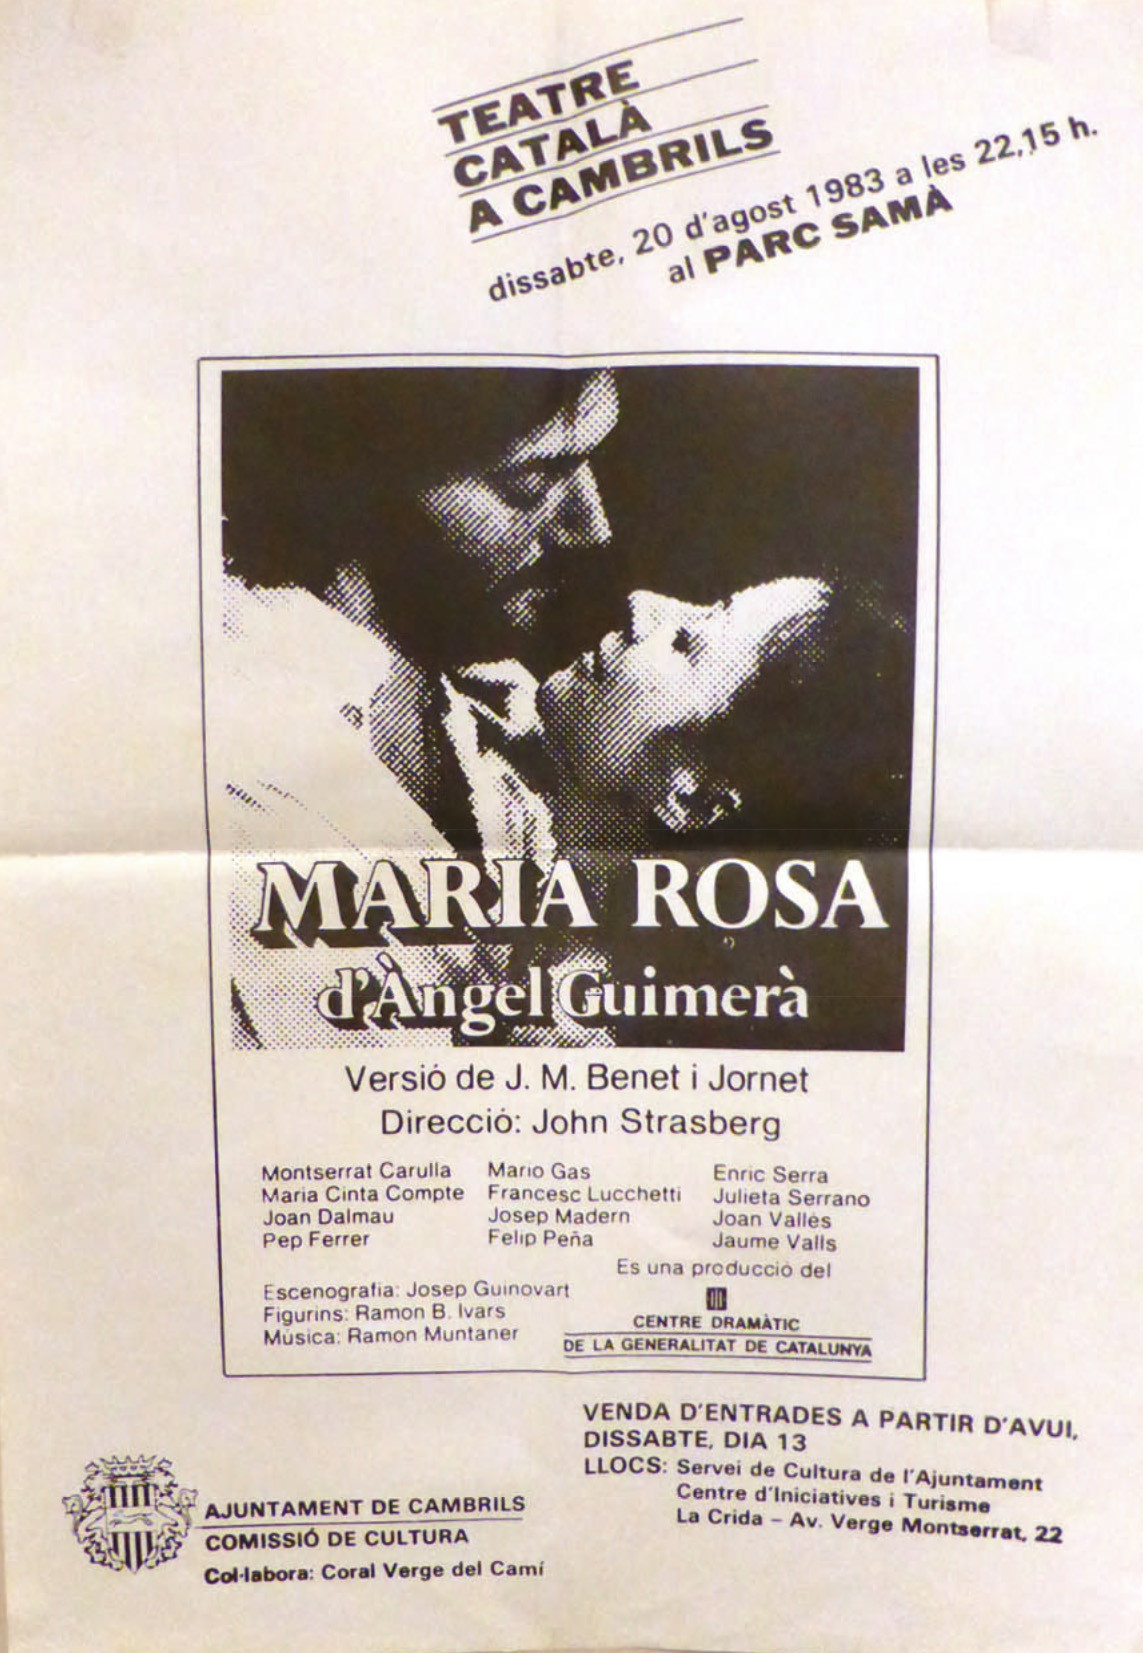 TEATRE
CATALÀ
A CAMBRILS
dissabte, 20 d'agost 1983 a les 22,15 h.
al PARC SAMÀ
MARIA ROSA
d'Àngel Guimerà
Versió de J. M. Benet i Jornet
Direcció: John Strasberg
Montserrat Carulla
Maria Cinta Compte
Joan Dalmau
Pep Ferrer
Mario Gas
Francesc Lucchetti
Josep Madern
Felip Peña
Enric Serra
Julieta Serrano
Joan Vallès
Jaume Valls
Escenografia: Josep Guinovart
Figurins: Ramon B. Ivars
Música: Ramon Muntaner
Es una producció del
CENTRE DRAMÀTIC
DE LA GENERALITAT DE CATALUNYA
VENDA D'ENTRADES A PARTIR D'AVUI,
DISSABTE, DIA 13
LLOCS: Servei de Cultura de l'Ajuntament
Centre d'Iniciatives i Turisme
La Crida – Av. Verge Montserrat, 22
AJUNTAMENT DE CAMBRILS
COMISSIÓ DE CULTURA
Col·labora: Coral Verge del Camí